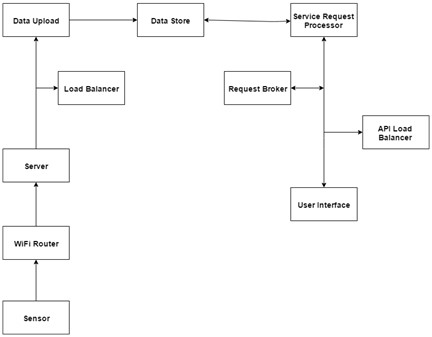 Data Upload
Data Store
Service Request
Processor
Load Balancer
Request Broker
API Load
Balancer
Server
User Interface
WiFi Router
Sensor